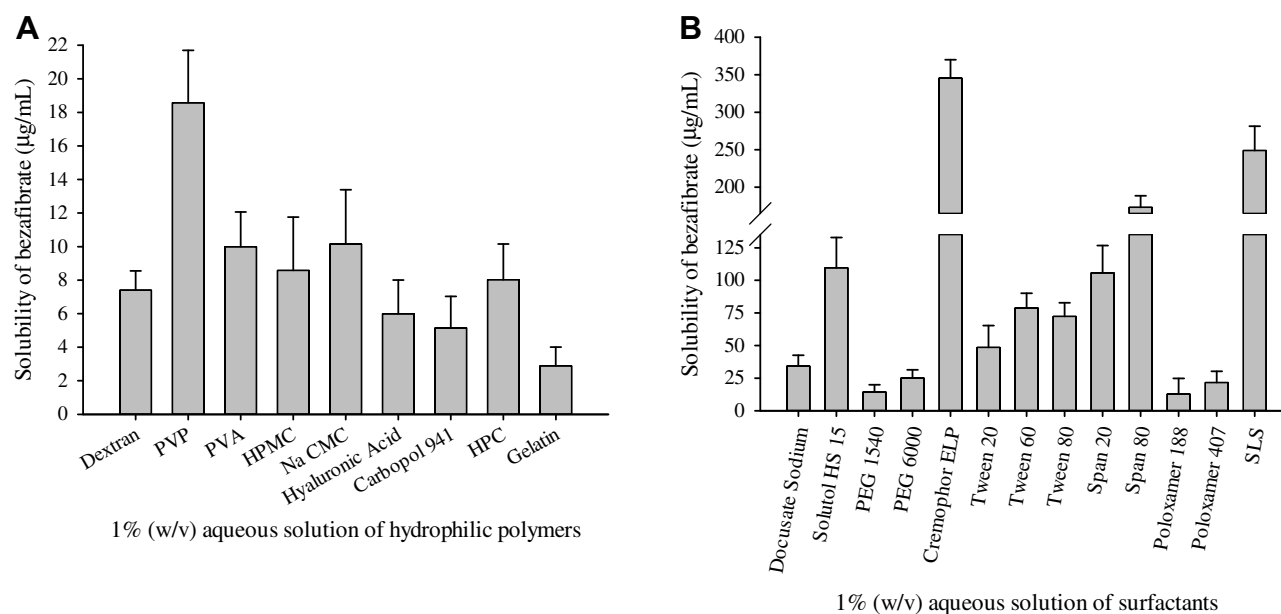 A
Solubility of bezafibrate (μg/mL)
22
20
18
16
14
12
10
8
6
4
2
0
Dextran
PVP
PVA
HPMC
Na CMC
Hyaluronic Acid
Carbopol 941
HPC
Gelatin
1% (w/v) aqueous solution of hydrophilic polymers
B
Solubility of bezafibrate (μg/mL)
400
350
300
250
200
125
100
75
50
25
0
Docusate Sodium
Solutol HS 15
PEG 1540
PEG 6000
Cremophor ELP
Tween 20
Tween 60
Tween 80
Span 20
Span 80
Poloxamer 188
Poloxamer 407
SLS
1% (w/v) aqueous solution of surfactants